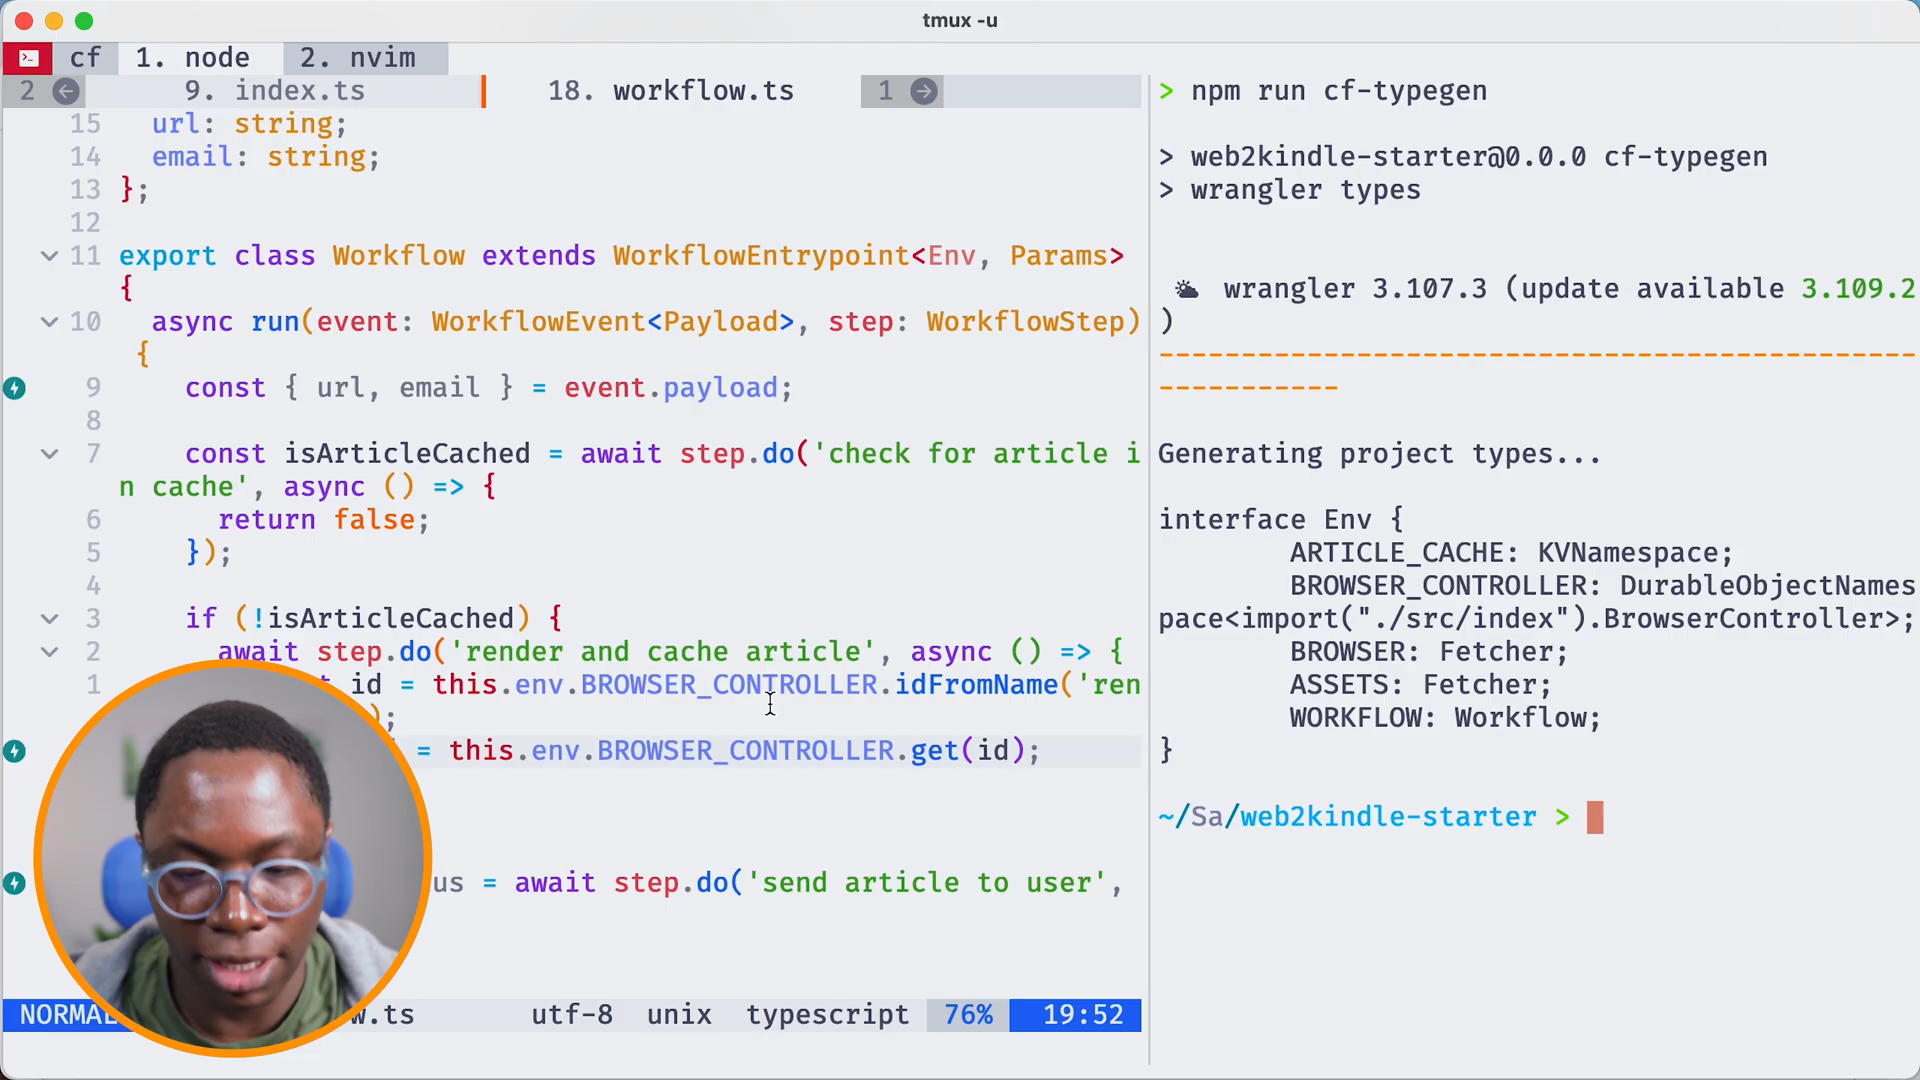 tmux -u
cf 1. node 2. nvim
2 9. index.ts 18. workflow.ts 1
15 url: string;
14 email: string;
13 };
12
11 export class Workflow extends WorkflowEntrypoint<Env, Params>
{
10 async run(event: WorkflowEvent<Payload>, step: WorkflowStep)
{
9 const { url, email } = event.payload;
8
7 const isArticleCached = await step.do('check for article i
n cache', async () => {
6 return false;
5 });
4
3 if (!isArticleCached) {
2 await step.do('render and cache article', async () => {
1 id = this.env.BROWSER_CONTROLLER.idFromName('ren
);
= this.env.BROWSER_CONTROLLER.get(id);
us = await step.do('send article to user',
NORMAL w.ts utf-8 unix typescript 76% 19:52
> npm run cf-typegen
> web2kindle-starter@0.0.0 cf-typegen
> wrangler types
wrangler 3.107.3 (update available 3.109.2
)
----------------------------------------------
-----------
Generating project types...
interface Env {
ARTICLE_CACHE: KVNamespace;
BROWSER_CONTROLLER: DurableObjectNames
pace<import("./src/index").BrowserController>;
BROWSER: Fetcher;
ASSETS: Fetcher;
WORKFLOW: Workflow;
}
~/Sa/web2kindle-starter >